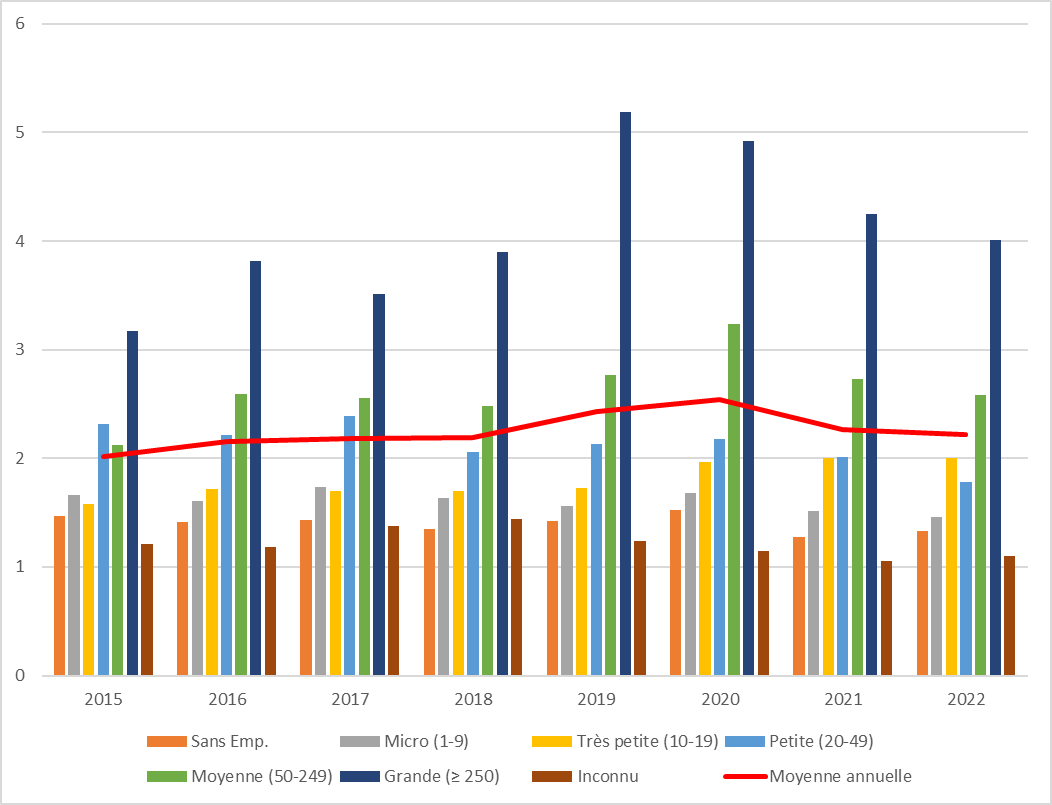 6
5
4
3
2
1
0
2015 2016 2017 2018 2019 2020 2021 2022
Sans Emp. Micro (1-9) Très petite (10-19) Petite (20-49)
Moyenne (50-249) Grande (≥ 250) Inconnu Moyenne annuelle